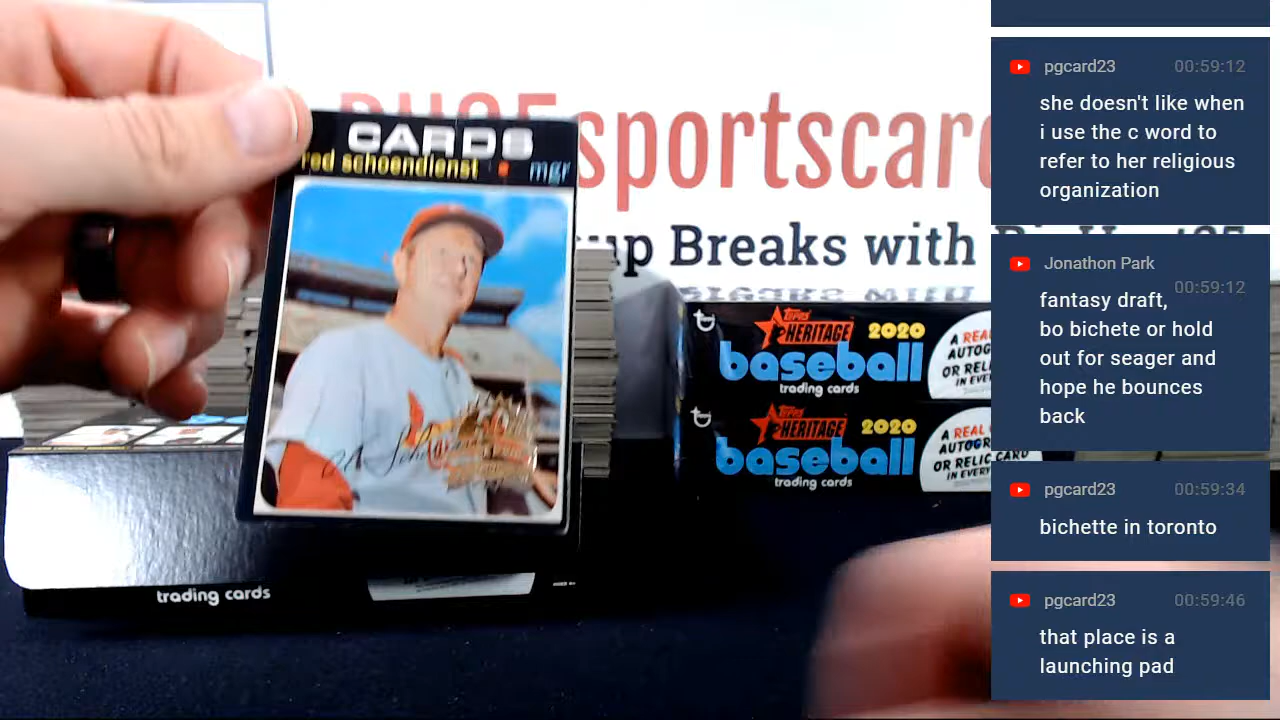 CARDS
red schoendienst mgr
sportscard
up Breaks with
Topps
HERITAGE 2020
baseball
trading cards
A REAL
OR RELIC
Topps
HERITAGE 2020
baseball
trading cards
A REAL
OR RELIC CARD
trading cards
pgcard23 00:59:12
she doesn't like when
i use the c word to
refer to her religious
organization
Jonathon Park 00:59:12
fantasy draft,
bo bichete or hold
out for seager and
hope he bounces
back
pgcard23 00:59:34
bichette in toronto
pgcard23 00:59:46
that place is a
launching pad